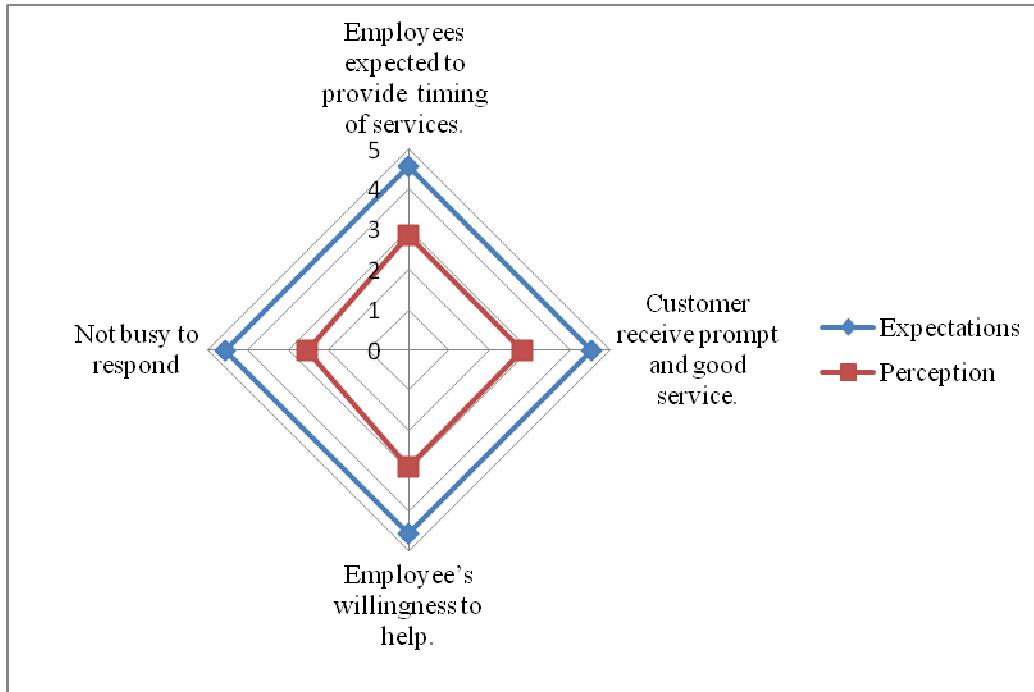 Employees
expected to
provide timing
of services.
5
4
3
2
1
0
Customer
receive prompt
and good
service.
Employee’s
willingness to
help.
Not busy to
respond
Expectations
Perception